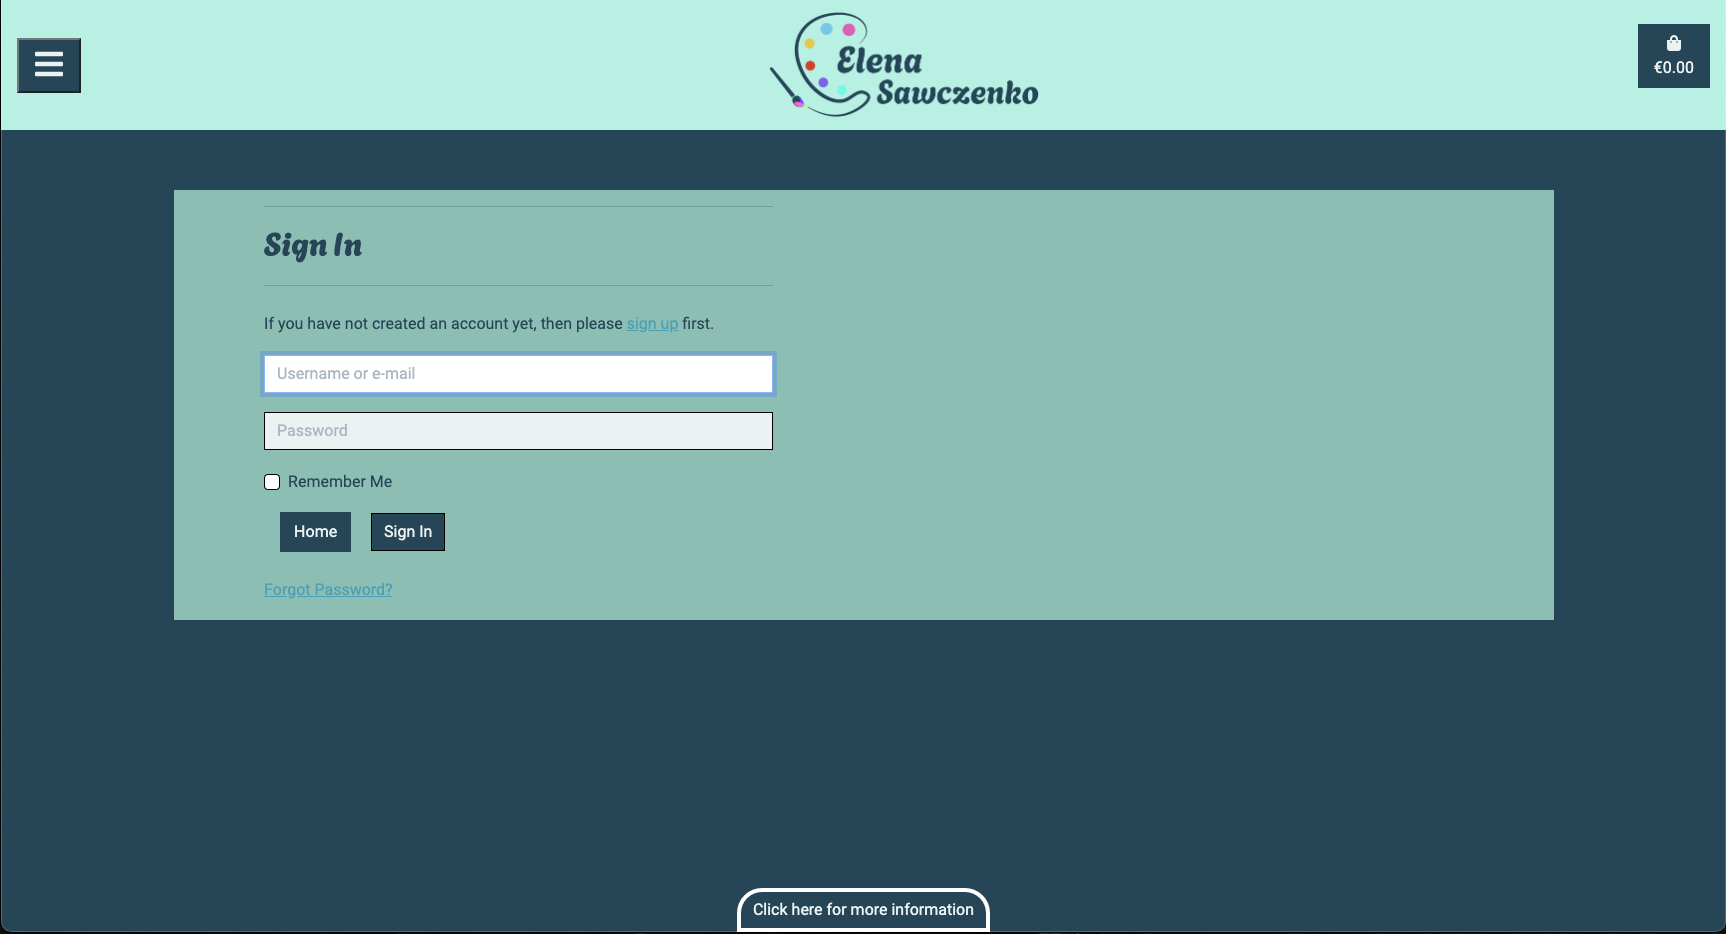 Elena
Sawczenko
€0.00
Sign In
If you have not created an account yet, then please sign up first.
Username or e-mail
Password
Remember Me
Home
Sign In
Forgot Password?
Click here for more information